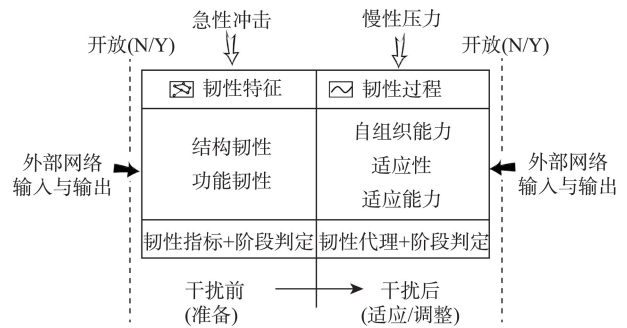 急性冲击
慢性压力
开放(N/Y)
开放(N/Y)
韧性特征
韧性过程
结构韧性
功能韧性
自组织能力
适应性
适应能力
外部网络
输入与输出
外部网络
输入与输出
韧性指标+阶段判定
韧性代理+阶段判定
干扰前
(准备)
干扰后
(适应/调整)